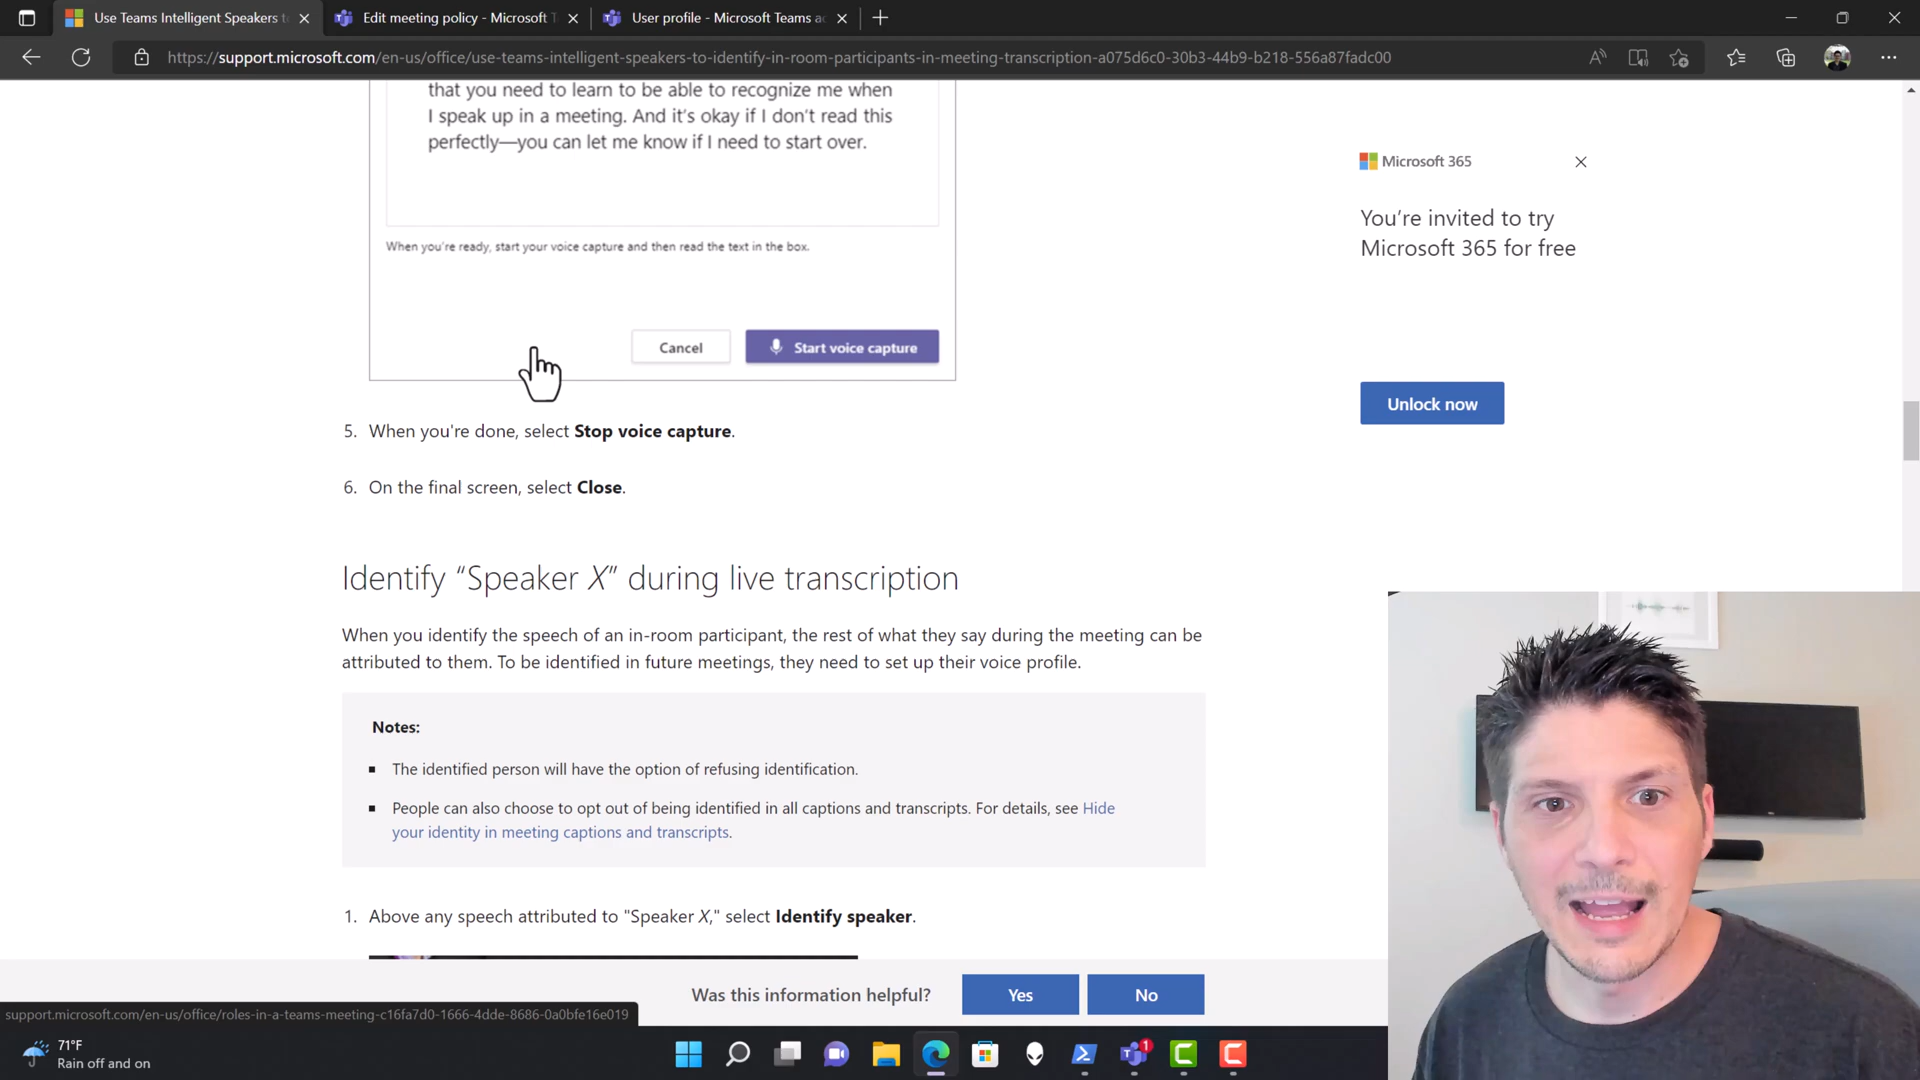 Use Teams Intelligent Speakers to
Edit meeting policy - Microsoft T
User profile - Microsoft Teams ad
https://support.microsoft.com/en-us/office/use-teams-intelligent-speakers-to-identify-in-room-participants-in-meeting-transcription-a075d6c0-30b3-44b9-b218-556a87fadc00
that you need to learn to be able to recognize me when
I speak up in a meeting. And it's okay if I don't read this
perfectly—you can let me know if I need to start over.
When you're ready, start your voice capture and then read the text in the box.
Cancel
Start voice capture
Microsoft 365
You're invited to try
Microsoft 365 for free
Unlock now
5. When you're done, select Stop voice capture.
6. On the final screen, select Close.
Identify “Speaker X” during live transcription
When you identify the speech of an in-room participant, the rest of what they say during the meeting can be
attributed to them. To be identified in future meetings, they need to set up their voice profile.
Notes:
▪ The identified person will have the option of refusing identification.
▪ People can also choose to opt out of being identified in all captions and transcripts. For details, see Hide
your identity in meeting captions and transcripts.
1. Above any speech attributed to "Speaker X," select Identify speaker.
Was this information helpful?
Yes
No
support.microsoft.com/en-us/office/roles-in-a-teams-meeting-c16fa7d0-1666-4dde-8686-0a0bfe16e019
71°F
Rain off and on
1